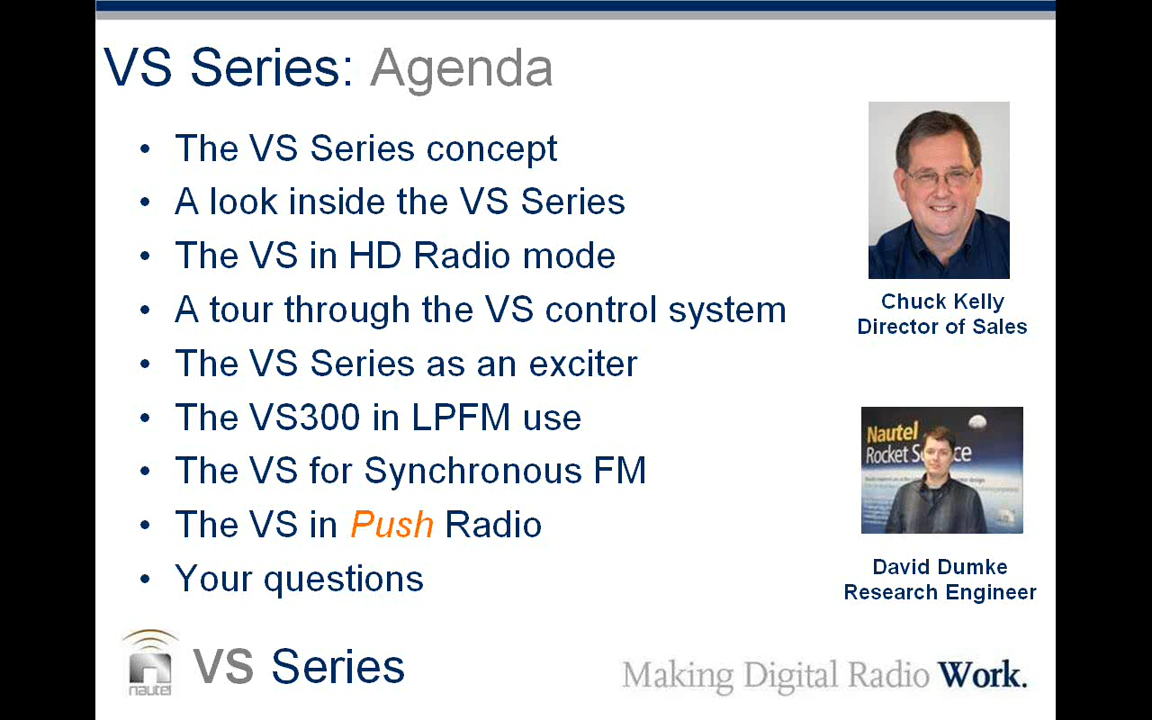 VS Series: Agenda
• The VS Series concept
• A look inside the VS Series
• The VS in HD Radio mode
• A tour through the VS control system
• The VS Series as an exciter
• The VS300 in LPFM use
• The VS for Synchronous FM
• The VS in Push Radio
• Your questions
Chuck Kelly
Director of Sales
Nautel
Rocket Sc ce
David Dumke
Research Engineer
nautel
VS Series
Making Digital Radio Work.